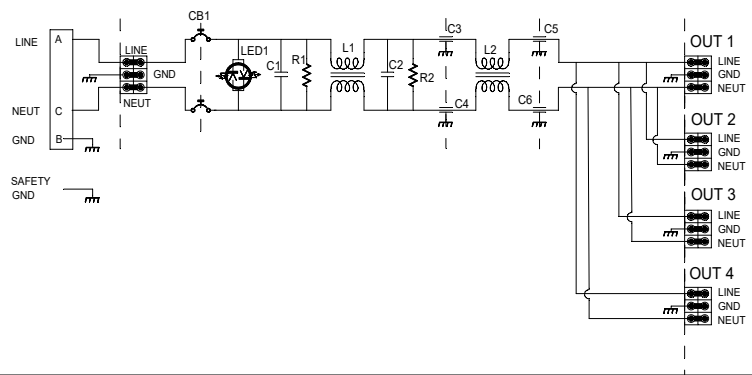 CB1
LINE A
LINE
GND
NEUT
NEUT C
GND B
SAFETY
GND
LED1
C1
R1
L1
C2
R2
C3
C4
L2
C5
C6
OUT 1
LINE
GND
NEUT
OUT 2
LINE
GND
NEUT
OUT 3
LINE
GND
NEUT
OUT 4
LINE
GND
NEUT